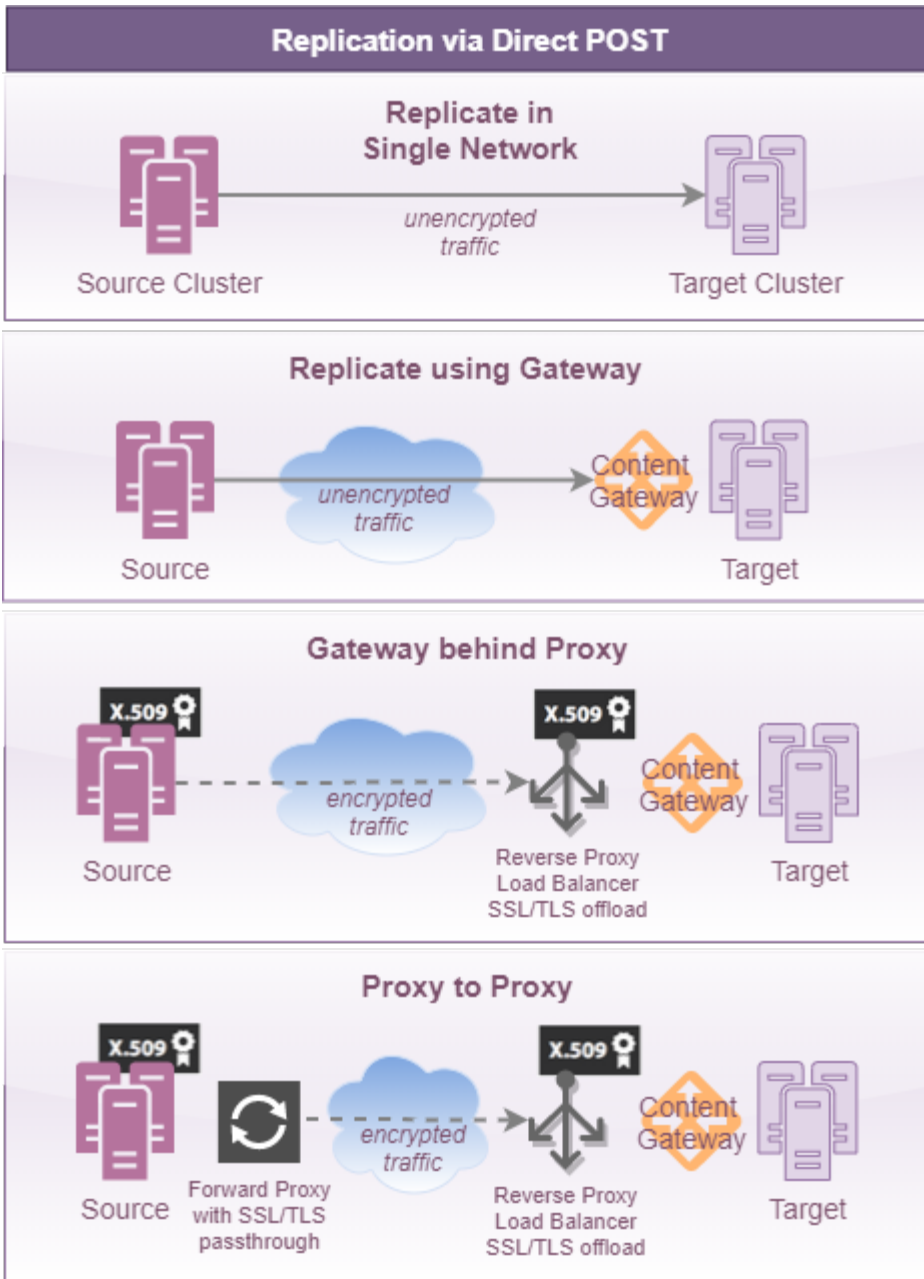 Replication via Direct POST
Replicate in
Single Network
unencrypted
traffic
Source Cluster
Target Cluster
Replicate using Gateway
unencrypted
traffic
Content
Gateway
Source
Target
Gateway behind Proxy
X.509
X.509
encrypted
traffic
Content
Gateway
Source
Reverse Proxy
Load Balancer
SSL/TLS offload
Target
Proxy to Proxy
X.509
X.509
encrypted
traffic
Content
Gateway
Source
Forward Proxy
with SSL/TLS
passthrough
Reverse Proxy
Load Balancer
SSL/TLS offload
Target